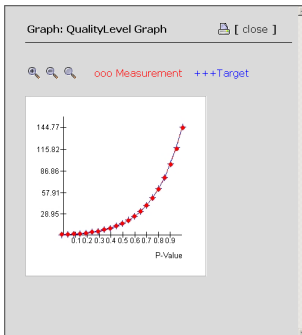 Graph: QualityLevel Graph [ close ]
ooo Measurement +++Target
144.77
115.82
86.86
57.91
28.95
0.1 0.2 0.3 0.4 0.5 0.6 0.7 0.8 0.9
P-Value